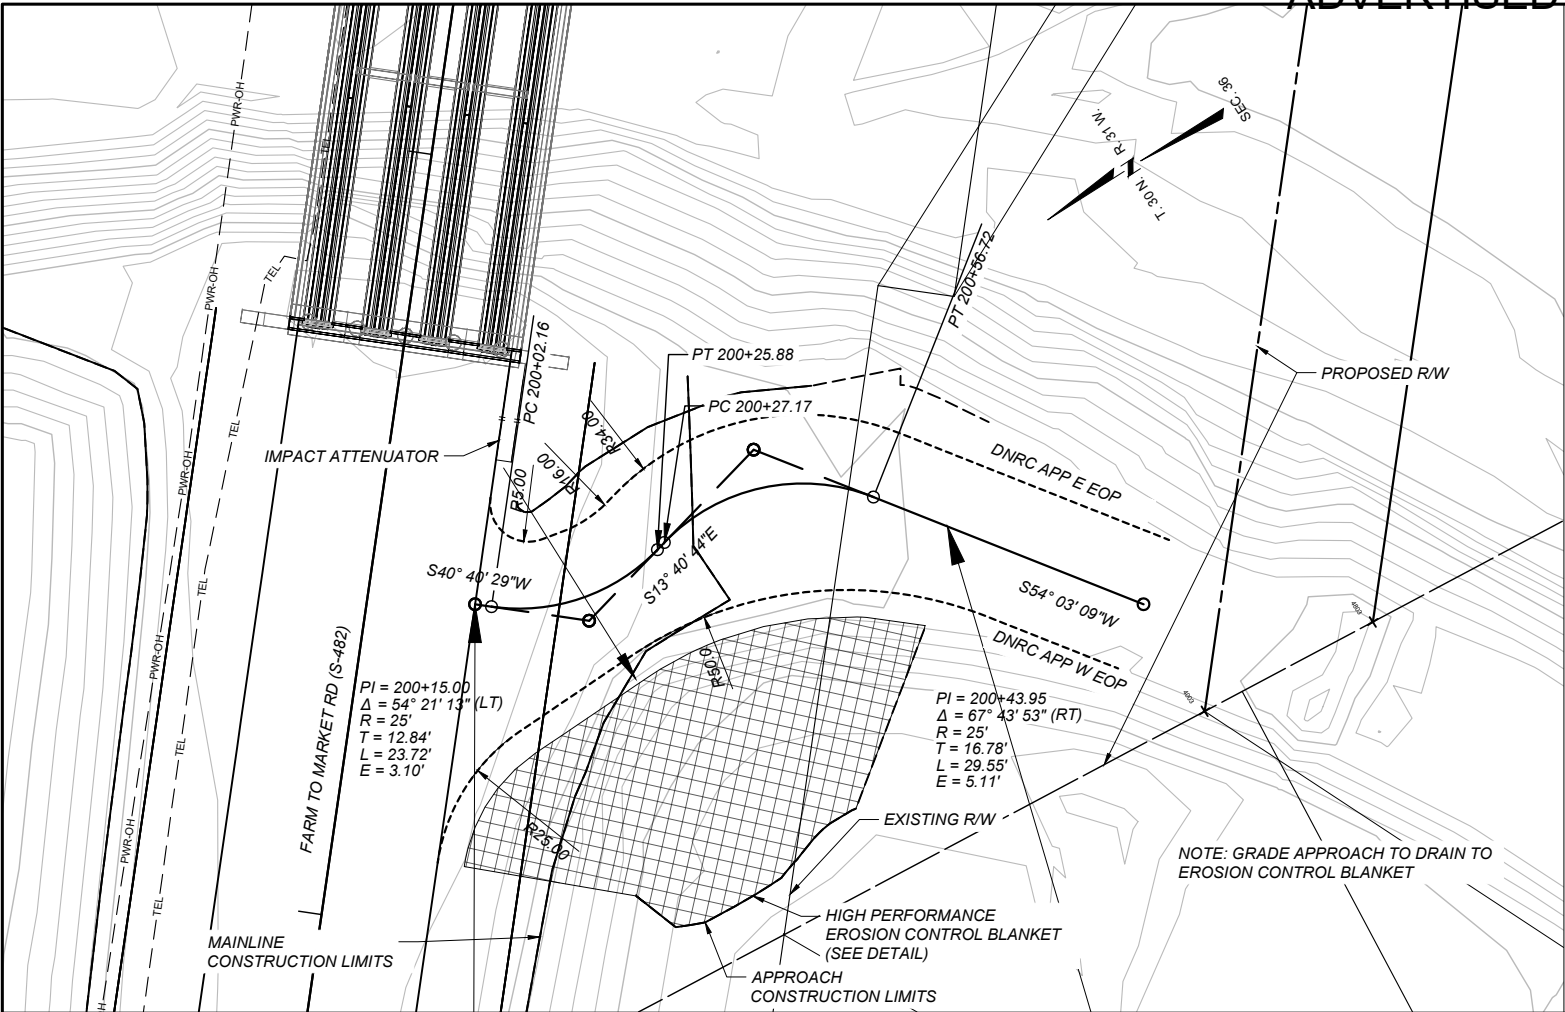 ADVERTISED
PWR-OH
TEL
SEC. 36
R. 31 W.
T. 30 N.
PWR-OH
TEL
PT 200+56.72
PC 200+02.16
PT 200+25.88
PROPOSED R/W
PC 200+27.17
R34.00
IMPACT ATTENUATOR
R16.00
R5.00
TEL
PWR-OH
DNRC APP E EOP
S40° 40' 29"W
S13° 40' 44"E
S54° 03' 09"W
TEL
PWR-OH
4803
DNRC APP W EOP
4003
R50.0
FARM TO MARKET RD (S-482)
PI = 200+15.00
Δ = 54° 21' 13" (LT)
R = 25'
T = 12.84'
L = 23.72'
E = 3.10'
PI = 200+43.95
Δ = 67° 43' 53" (RT)
R = 25'
T = 16.78'
L = 29.55'
E = 5.11'
TEL
PWR-OH
R25.00
EXISTING R/W
NOTE: GRADE APPROACH TO DRAIN TO
EROSION CONTROL BLANKET
TEL
HIGH PERFORMANCE
EROSION CONTROL BLANKET
(SEE DETAIL)
MAINLINE
CONSTRUCTION LIMITS
APPROACH
CONSTRUCTION LIMITS
H